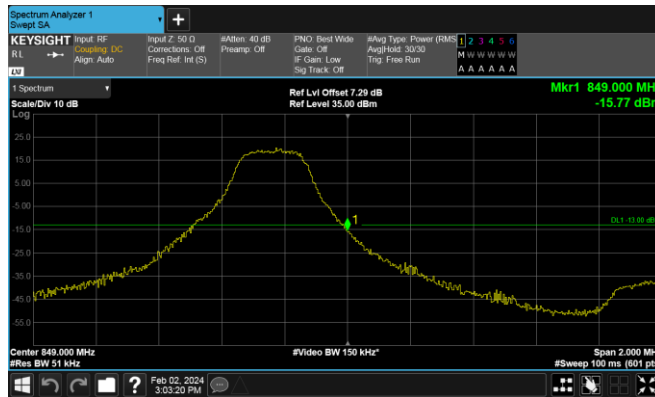 Spectrum Analyzer 1
Swept SA
+
KEYSIGHT
RL
LXI
Input: RF
Coupling: DC
Align: Auto
Input Z: 50 Ω
Corrections: Off
Freq Ref: Int (S)
#Atten: 40 dB
Preamp: Off
PNO: Best Wide
Gate: Off
IF Gain: Low
Sig Track: Off
#Avg Type: Power (RMS
Avg|Hold: 30/30
Trig: Free Run
1 2 3 4 5 6
M W W W W W
A A A A A A
1 Spectrum
Scale/Div 10 dB
Log
Ref Lvl Offset 7.29 dB
Ref Level 35.00 dBm
Mkr1 849.000 MH
-15.77 dB
25.0
15.0
5.00
-5.00
-15.0
-25.0
-35.0
-45.0
-55.0
1
DL1 -13.00 dB
Center 849.000 MHz
#Res BW 51 kHz
#Video BW 150 kHz*
Span 2.000 M
#Sweep 100 ms (601 pt
?
Feb 02, 2024
3:03:20 PM